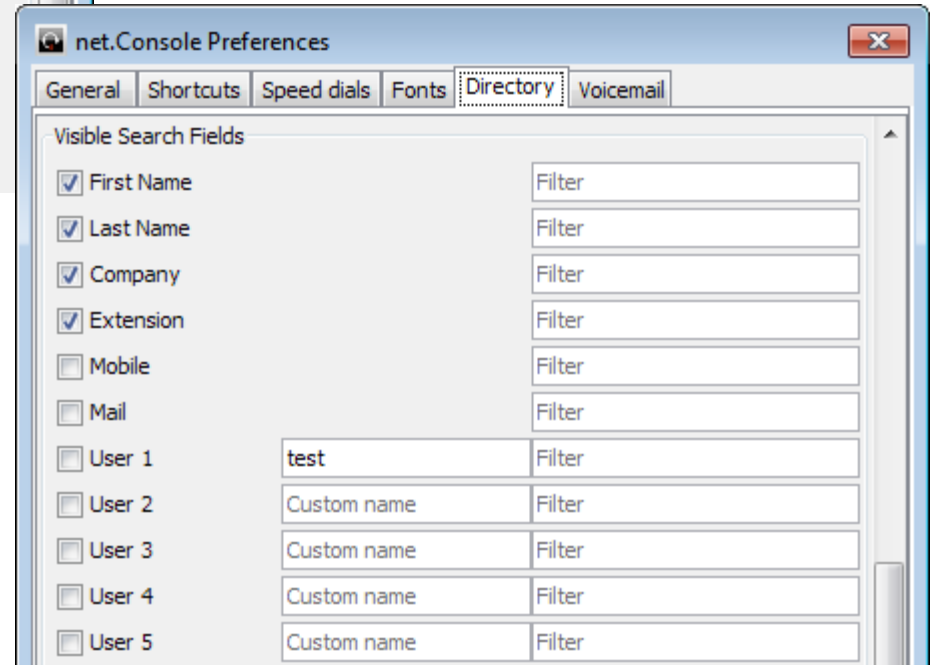 net.Console Preferences
General Shortcuts Speed dials Fonts Directory Voicemail
Visible Search Fields
First Name Filter
Last Name Filter
Company Filter
Extension Filter
Mobile Filter
Mail Filter
User 1 test Filter
User 2 Custom name Filter
User 3 Custom name Filter
User 4 Custom name Filter
User 5 Custom name Filter